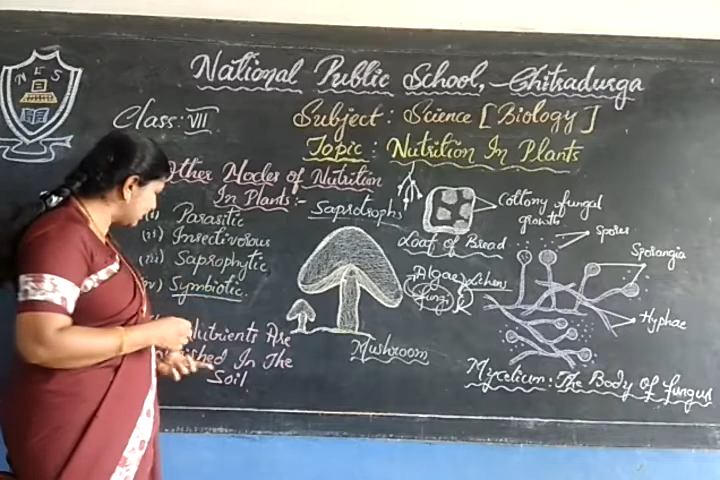 N E S
National Public School, Chitradurga
Class: VII
Subject: Science [Biology]
Topic: Nutrition In Plants
Other Modes of Nutrition
In Plants:-
Parasitic
(ii) Insectivorous
(iii) Saprophytic
Symbiotic.
Nutrients Are
In The
Soil
Saprotrophs
Cottony fungal
growth
Loaf of Bread
Algae
Fungi
Lichens
Mushroom
Spores
Sporangia
Hyphae
Mycelium: The Body of fungus